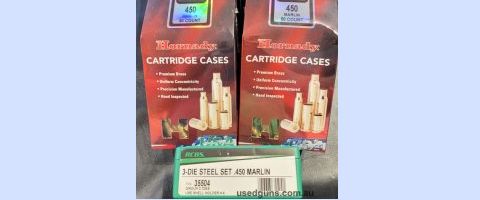 450
50 COUNT
Hornady
CARTRIDGE CASES
• Premium Brass
• Uniform Concentricity
• Precision Manufactured
• Hand Inspected
450
MARLIN
50 COUNT
Hornady
CARTRIDGE CASES
• Premium Brass
• Uniform Concentricity
• Precision Manufactured
• Hand Inspected
RCBS
3-DIE STEEL SET .450 MARLIN
35504
usedguns.com.au